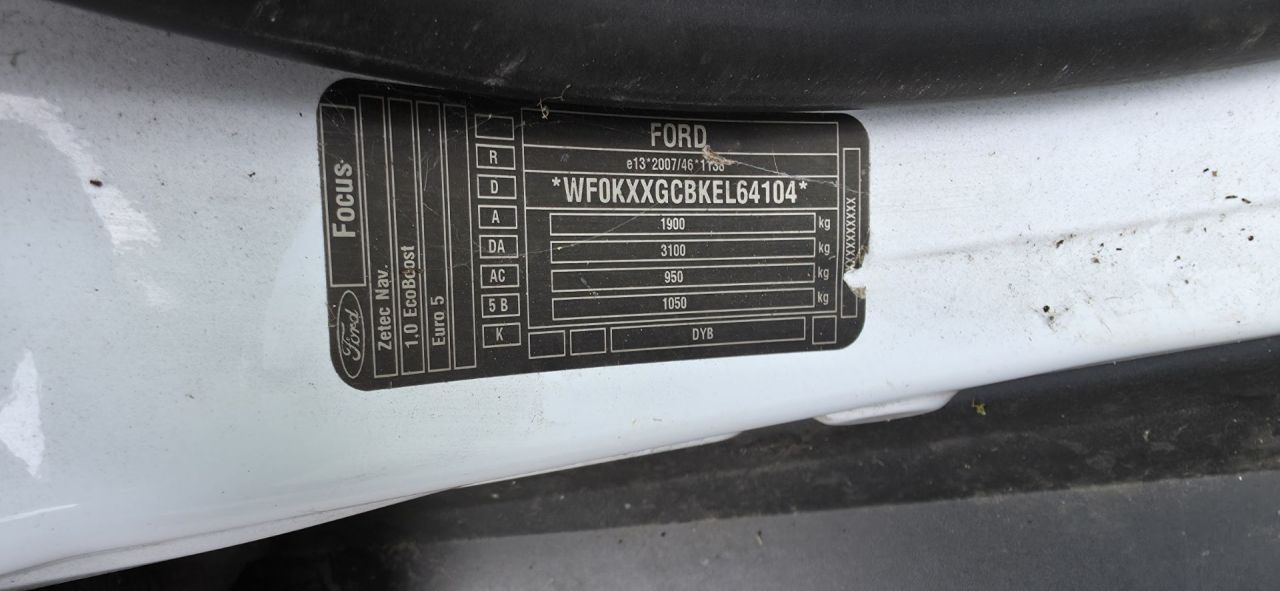 Focus
Ford
Zetec Nav.
1.0 EcoBoost
Euro 5
R
D
A
DA
AC
5 B
K
FORD
e13*2007/46*1138
*WF0KXXGCBKEL64104*
1900 kg
3100 kg
950 kg
1050 kg
DYB